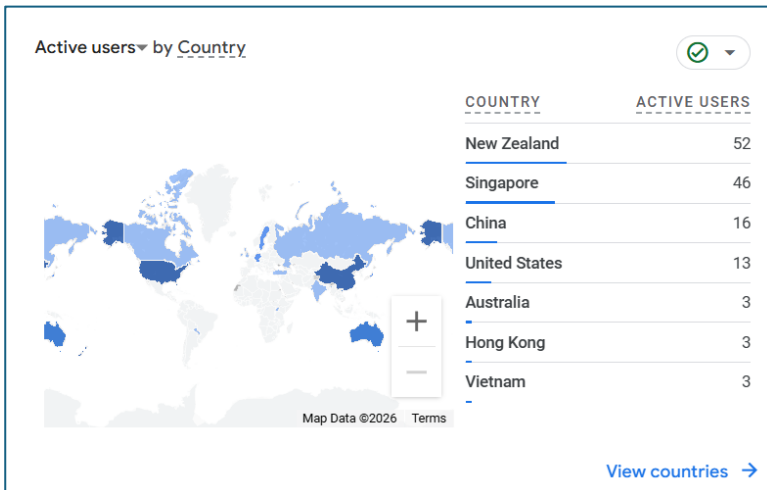 Active users by Country
COUNTRY ACTIVE USERS
New Zealand 52
Singapore 46
China 16
United States 13
Australia 3
Hong Kong 3
Vietnam 3
+
−
Map Data ©2026 Terms
View countries →